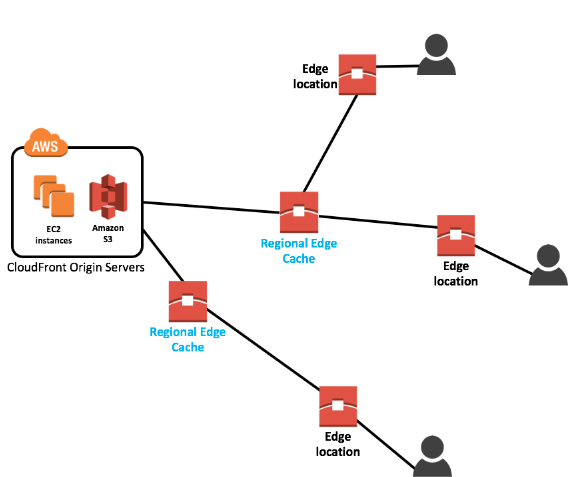 Edge
location
AWS
EC2
instances
Amazon
S3
CloudFront Origin Servers
Regional Edge
Cache
Edge
location
Regional Edge
Cache
Edge
location